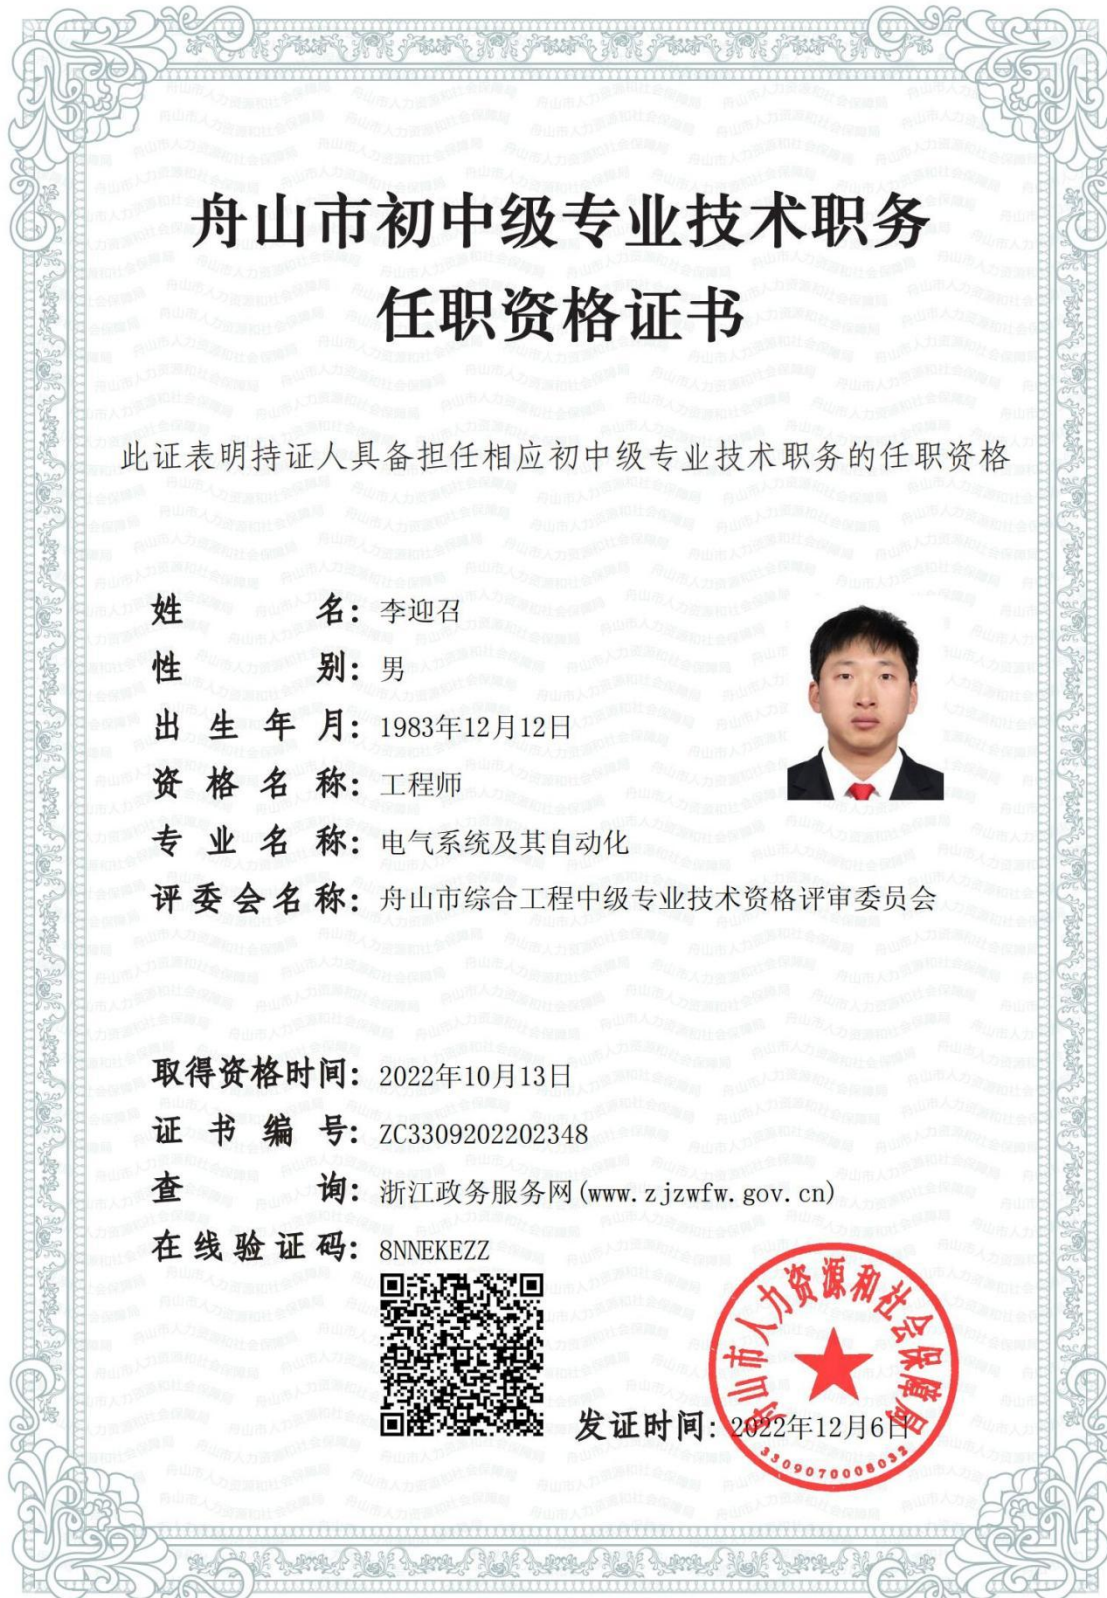 舟山市初中级专业技术职务
任职资格证书
此证表明持证人具备担任相应初中级专业技术职务的任职资格
姓名：李迎召
性别：男
出生年月：1983年12月12日
资格名称：工程师
专业名称：电气系统及其自动化
评委会名称：舟山市综合工程中级专业技术资格评审委员会
取得资格时间：2022年10月13日
证书编号：ZC3309202202348
查询：浙江政务服务网(www.zjzwfw.gov.cn)
在线验证码：8NNEKEZZ
发证时间：2022年12月6日
舟山市人力资源和社会保障局
3309070008032